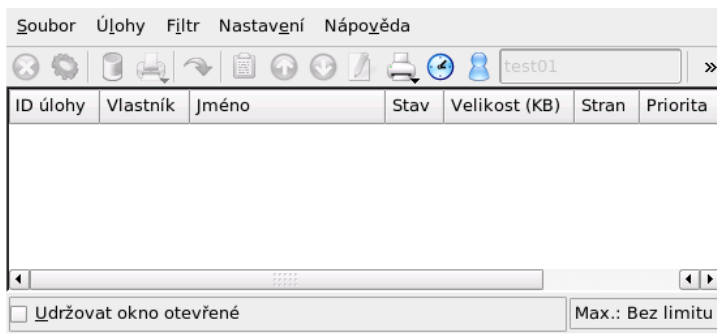 Soubor Úlohy Filtr Nastavení Nápověda
test01 »
ID úlohy Vlastník Jméno Stav Velikost (KB) Stran Priorita
Udržovat okno otevřené Max.: Bez limitu